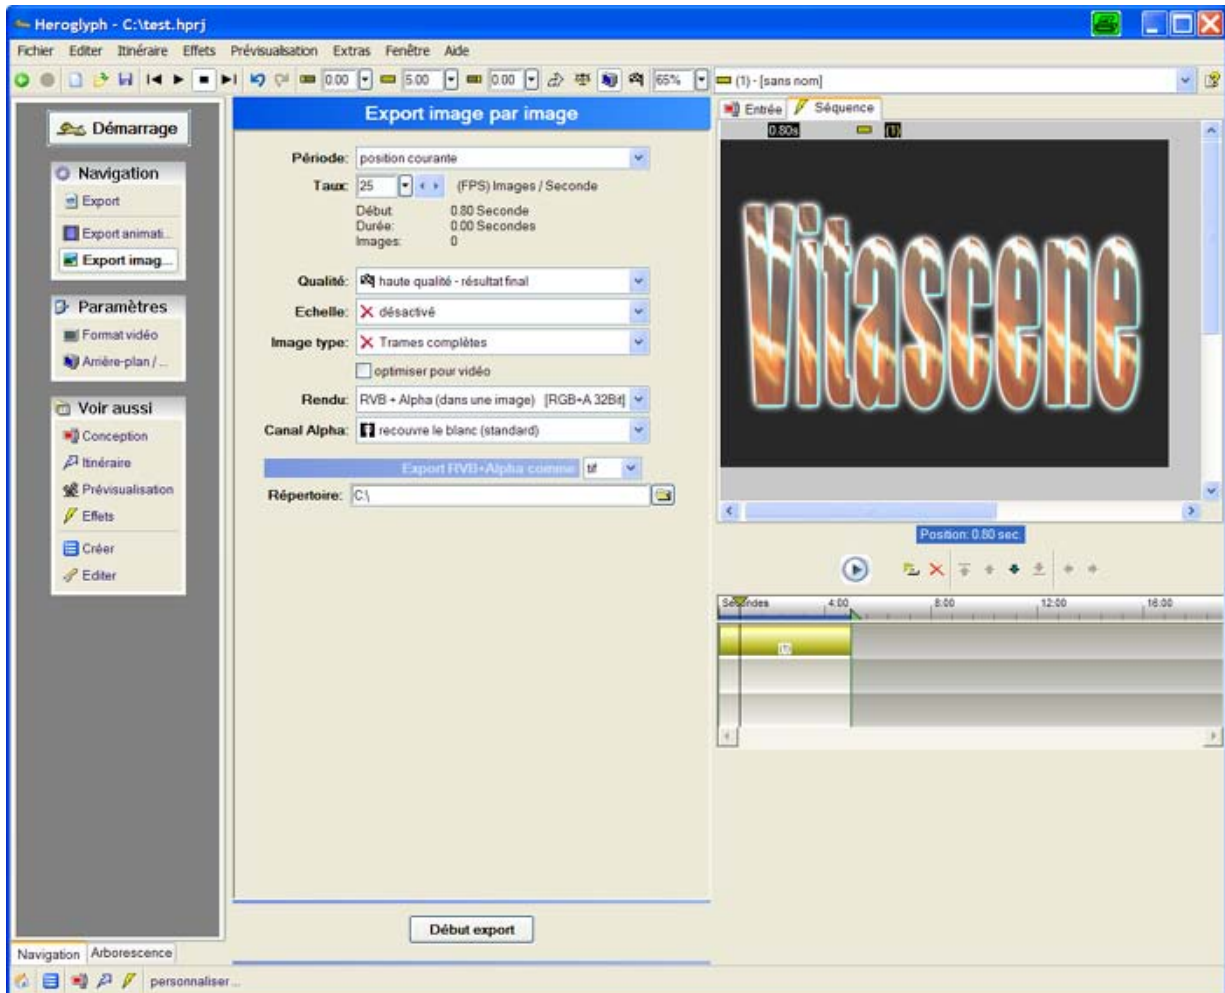 Heroglyph - C:\test.hprj
Fichier Editer Itinéraire Effets Prévisualisation Extras Fenêtre Aide
0.00 5.00 0.00 65% (1) - [sans nom]
Démarrage
Navigation
Export
Export animati...
Export imag...
Paramètres
Format vidéo
Arrière-plan / ...
Voir aussi
Conception
Itinéraire
Prévisualisation
Effets
Créer
Editer
Navigation Arborescence
personnaliser ...
Export image par image
Période: position courante
Taux: 25 (FPS) Images / Seconde
Début: 0.80 Seconde
Durée: 0.00 Secondes
Images: 0
Qualité: haute qualité - résultat final
Echelle: désactivé
Image type: Trames complètes
optimiser pour vidéo
Rendu: RVB + Alpha (dans une image) [RGB+A 32Bit]
Canal Alpha: recouvre le blanc (standard)
Export RVB+Alpha comme tif
Répertoire: C:\
Début export
Entrée Séquence
0.80s (1)
Vitascene
Position: 0.80 sec.
Secondes 4:00 8:00 12:00 16:00
(1)